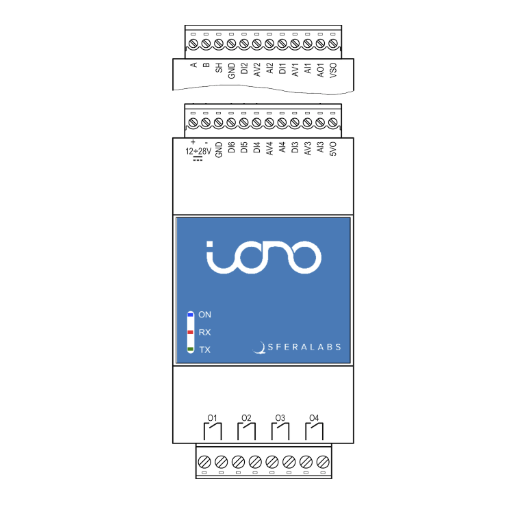 A B SH GND DI2 AV2 AI2 DI1 AV1 AI1 AO1 VSO
+ -
12÷28V GND DI6 DI5 DI4 AV4 AI4 DI3 AV3 AI3 5VO
iono
ON
RX
TX
SFERALABS
O1 O2 O3 O4